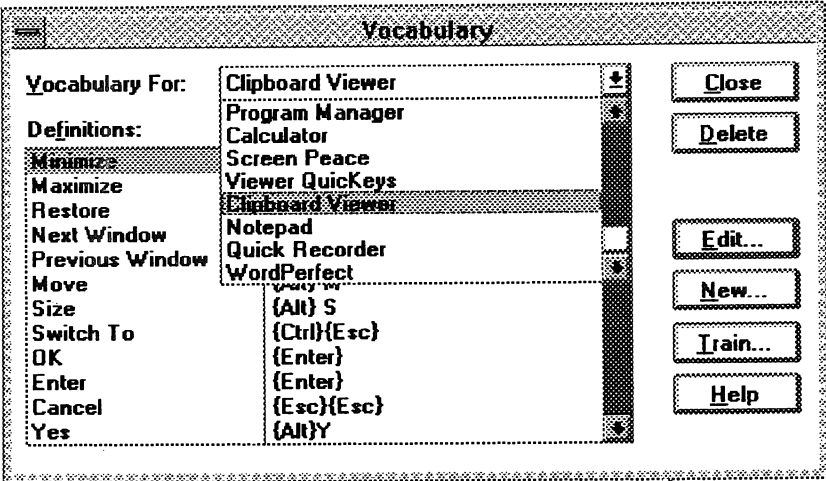 Vocabulary
Vocabulary For: Clipboard Viewer
Close
Program Manager
Calculator
Screen Peace
Viewer QuicKeys
Clipboard Viewer
Notepad
Quick Recorder
WordPerfect
Delete
Definitions:
Minimize
Maximize
Restore
Next Window
Previous Window
Move {Alt} M
Size {Alt} S
Switch To {Ctrl}{Esc}
OK {Enter}
Enter {Enter}
Cancel {Esc}{Esc}
Yes {Alt}Y
Edit...
New...
Train...
Help